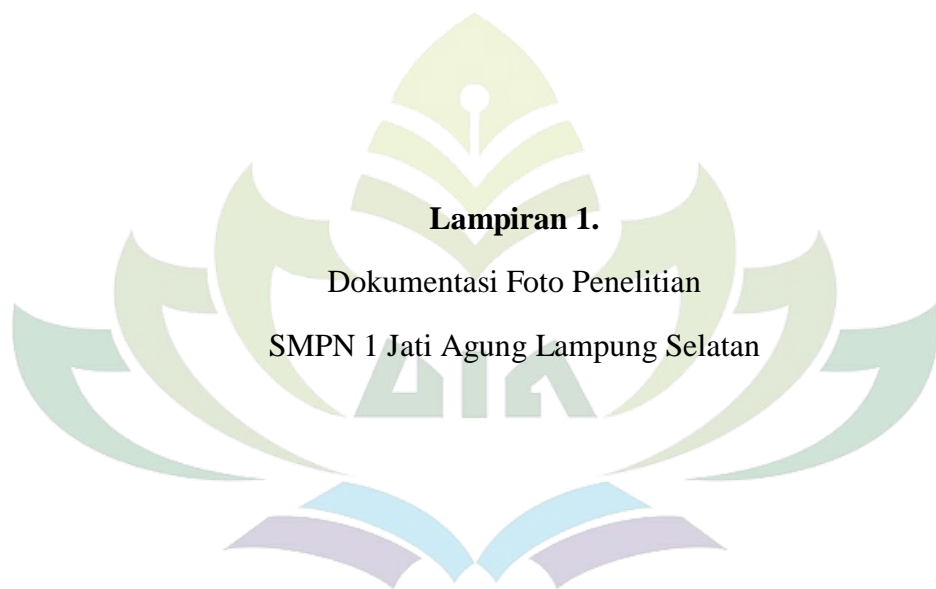 Lampiran 1.
Dokumentasi Foto Penelitian
SMPN 1 Jati Agung Lampung Selatan